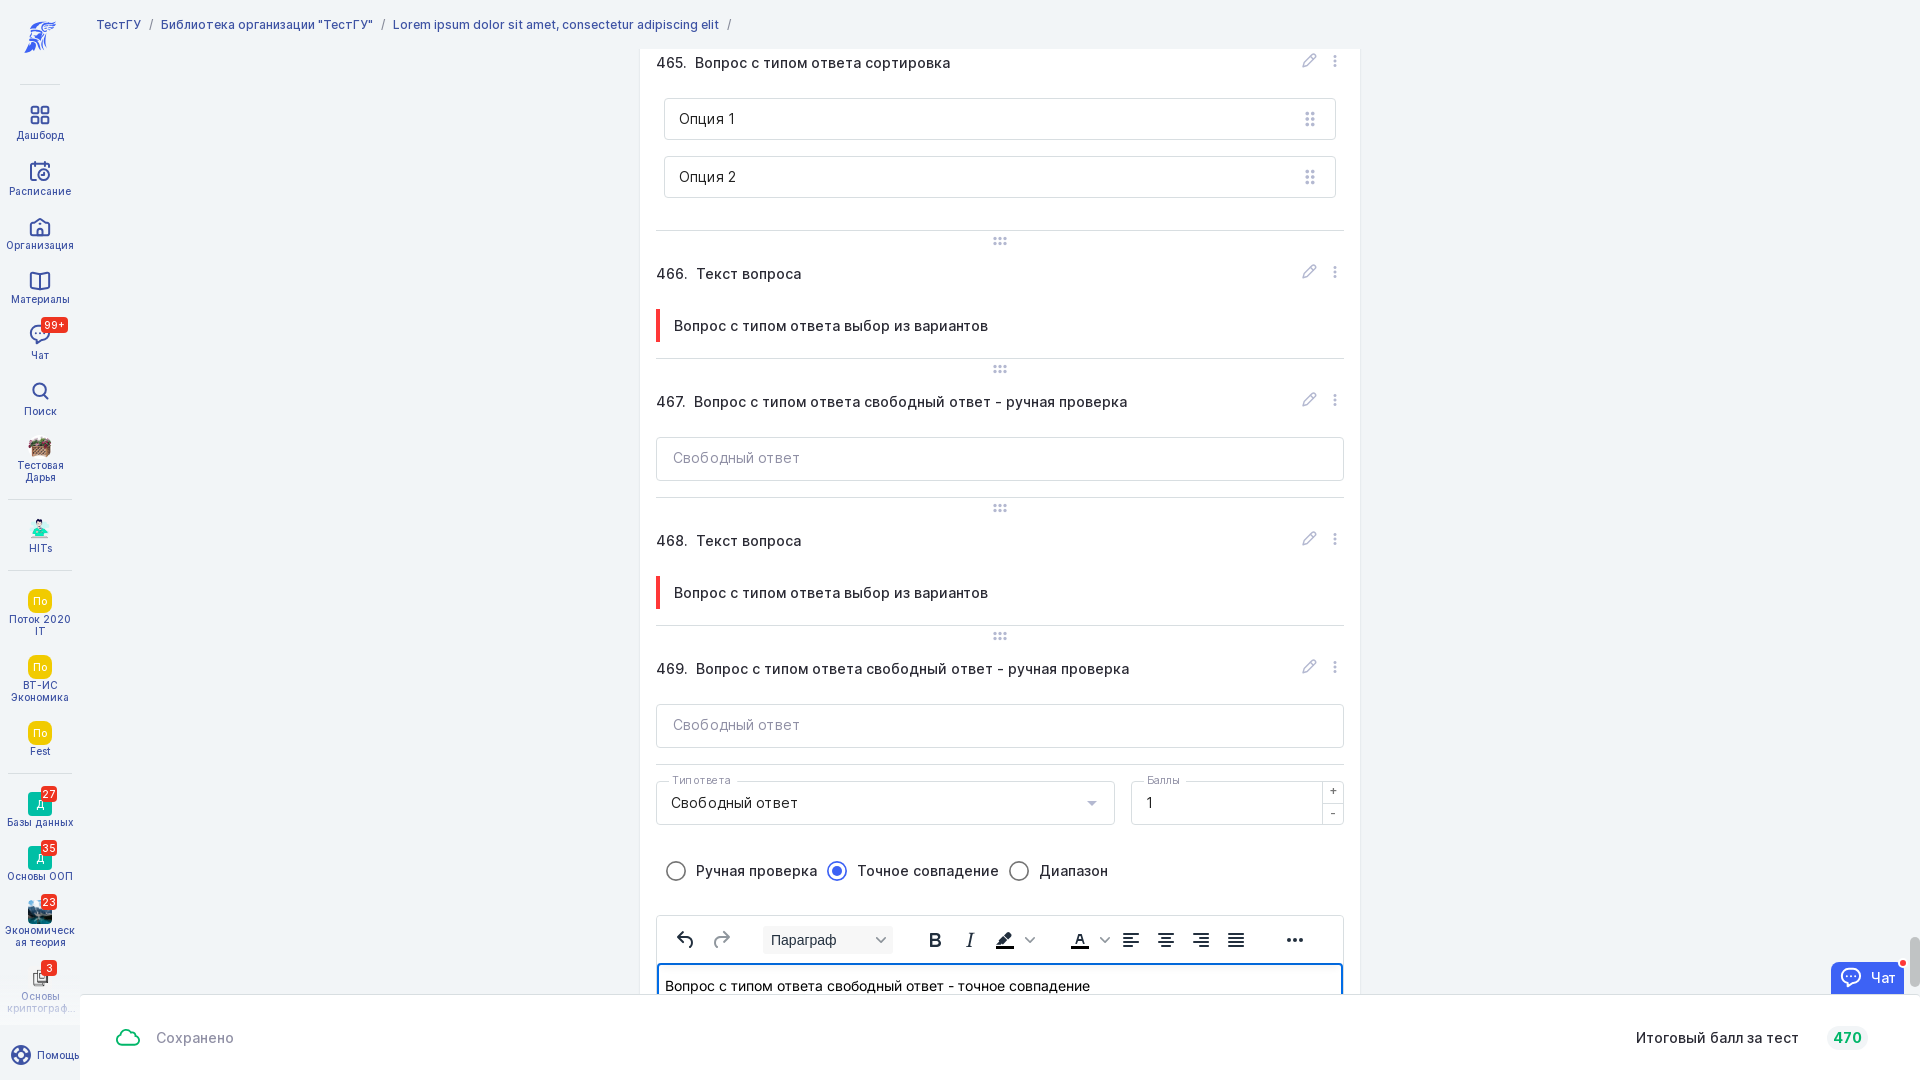 ТестГУ / Библиотека организации "ТестГУ" / Lorem ipsum dolor sit amet, consectetur adipiscing elit /
Дашборд
Расписание
Организация
Материалы
99+
Чат
Поиск
Тестовая
Дарья
HITs
По
Поток 2020
IT
По
ВТ-ИС
Экономика
По
Fest
27
Д
Базы данных
35
Д
Основы ООП
23
Экономическ
ая теория
3
Основы
криптограф...
Помощь
465. Вопрос с типом ответа сортировка
Опция 1
Опция 2
466. Текст вопроса
Вопрос с типом ответа выбор из вариантов
467. Вопрос с типом ответа свободный ответ - ручная проверка
Свободный ответ
468. Текст вопроса
Вопрос с типом ответа выбор из вариантов
469. Вопрос с типом ответа свободный ответ - ручная проверка
Свободный ответ
Тип ответа
Свободный ответ
Баллы
1
+
-
Ручная проверка Точное совпадение Диапазон
Параграф B I A
Вопрос с типом ответа свободный ответ - точное совпадение
Чат
Сохранено
Итоговый балл за тест 470